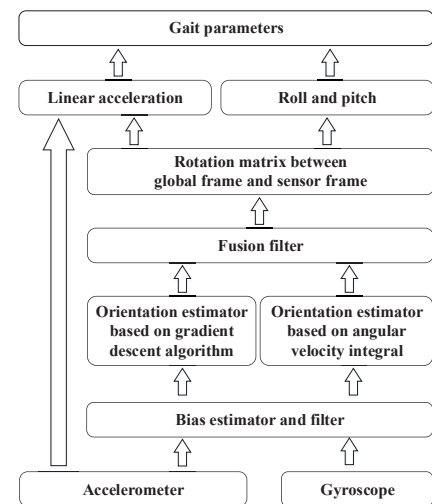 Gait parameters
Linear acceleration
Roll and pitch
Rotation matrix between
global frame and sensor frame
Fusion filter
Orientation estimator
based on gradient
descent algorithm
Orientation estimator
based on angular
velocity integral
Bias estimator and filter
Accelerometer
Gyroscope